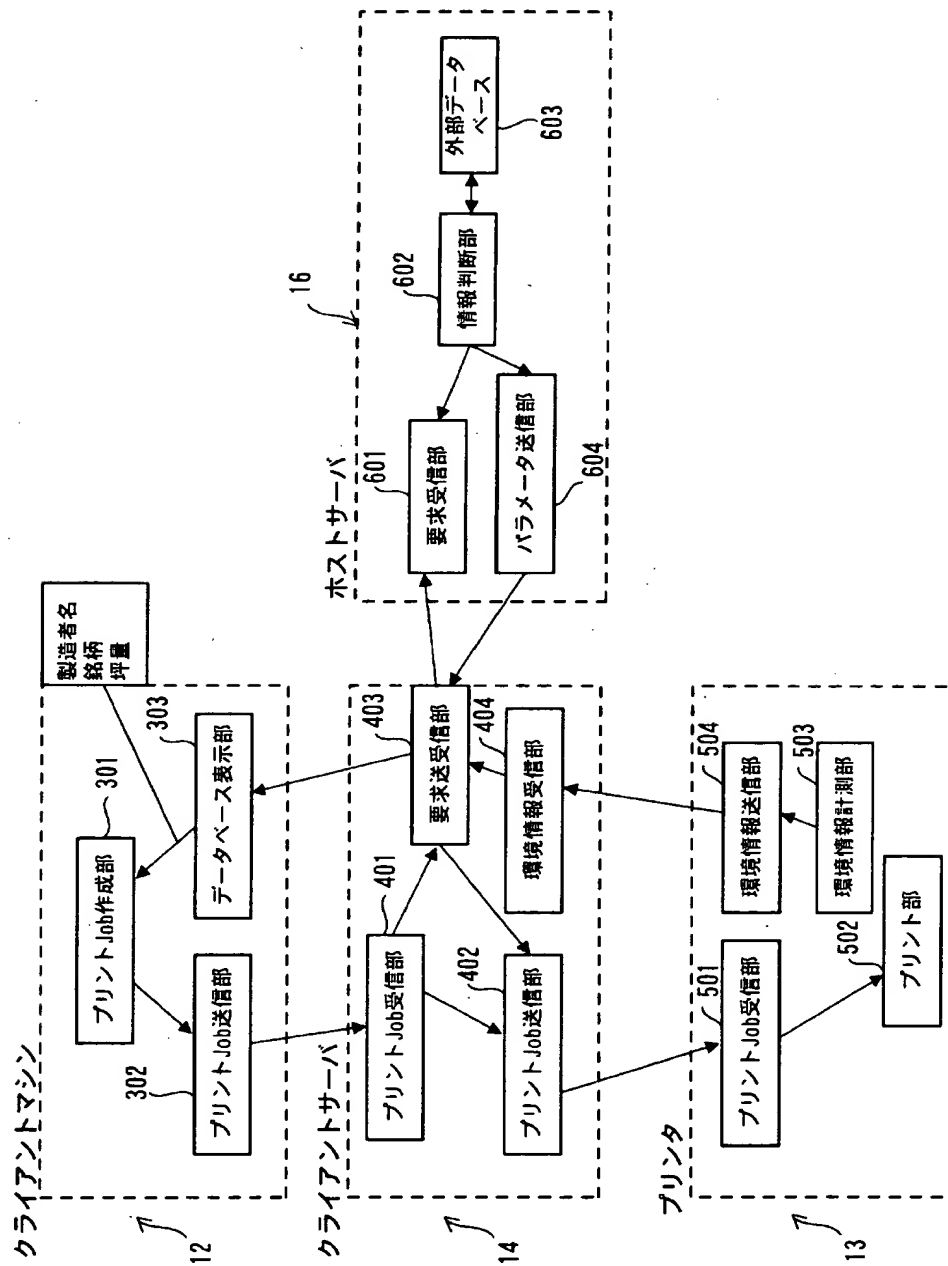 クライアントマシン
12
プリントJob作成部
301
プリントJob送信部
302
データベース表示部
303
製造者名
銘柄
坪量
クライアントサーバ
14
プリントJob受信部
401
プリントJob送信部
402
要求送受信部
403
環境情報受信部
404
プリンタ
13
プリントJob受信部
501
プリント部
502
環境情報計測部
503
環境情報送信部
504
ホストサーバ
16
要求受信部
601
情報判断部
602
外部データ
ベース
603
パラメータ送信部
604